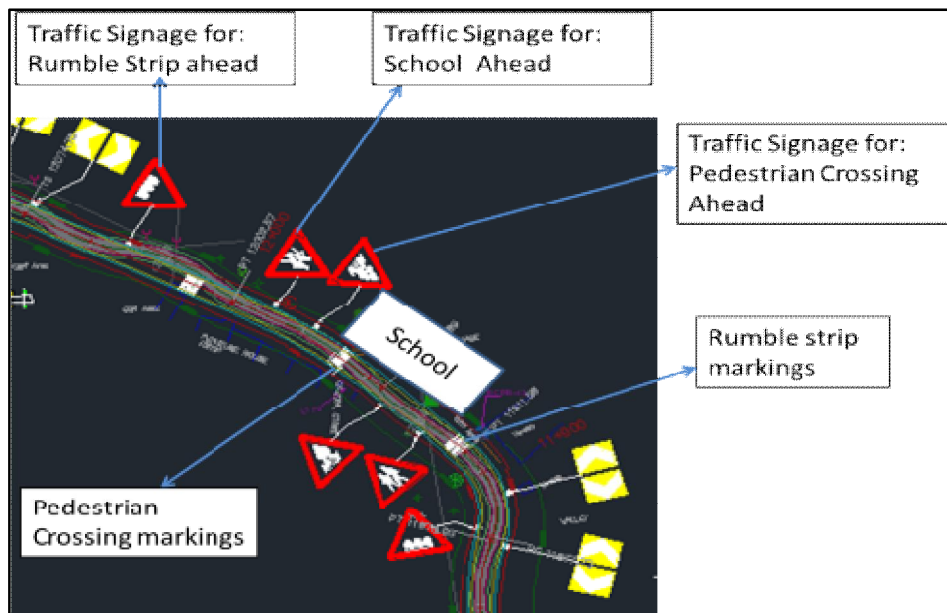 Traffic Signage for:
Rumble Strip ahead
Traffic Signage for:
School Ahead
Traffic Signage for:
Pedestrian Crossing
Ahead
School
Rumble strip
markings
Pedestrian
Crossing markings